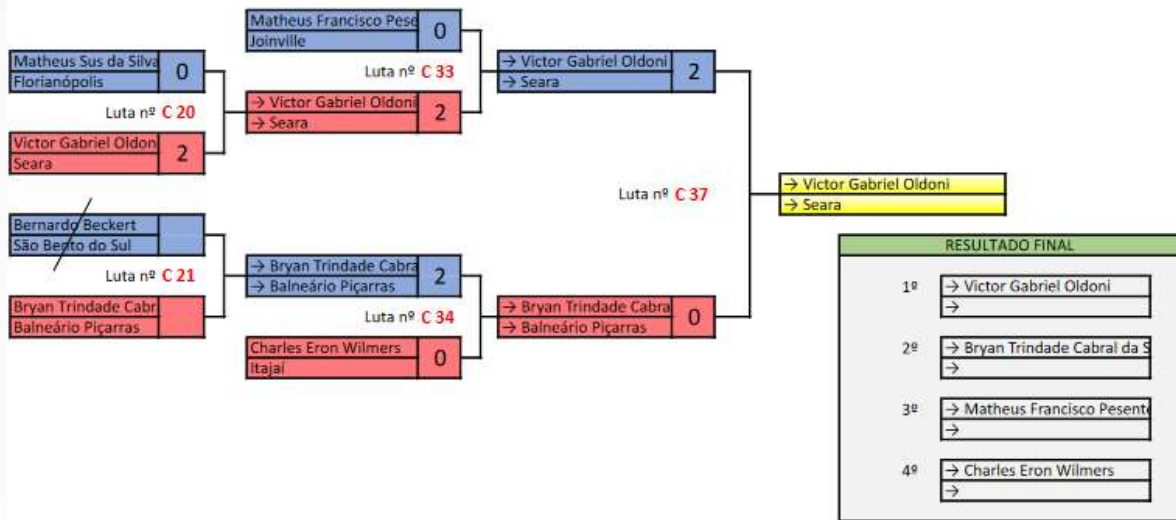 Matheus Francisco Pese 0
Joinville
Matheus Sus da Silva 0
Florianópolis
Luta nº C 33
→ Victor Gabriel Oldoni 2
→ Seara
Luta nº C 20
→ Victor Gabriel Oldoni 2
→ Seara
Victor Gabriel Oldon 2
Seara
Luta nº C 37
→ Victor Gabriel Oldoni
→ Seara
Bernardo Beckert
São Bento do Sul
Luta nº C 21
→ Bryan Trindade Cabra 2
→ Balneário Piçarras
Bryan Trindade Cabr
Balneário Piçarras
Luta nº C 34
→ Bryan Trindade Cabra 0
→ Balneário Piçarras
Charles Eron Wilmers 0
Itajaí
RESULTADO FINAL
1º → Victor Gabriel Oldoni
→
2º → Bryan Trindade Cabral da S
→
3º → Matheus Francisco Pesent
→
4º → Charles Eron Wilmers
→